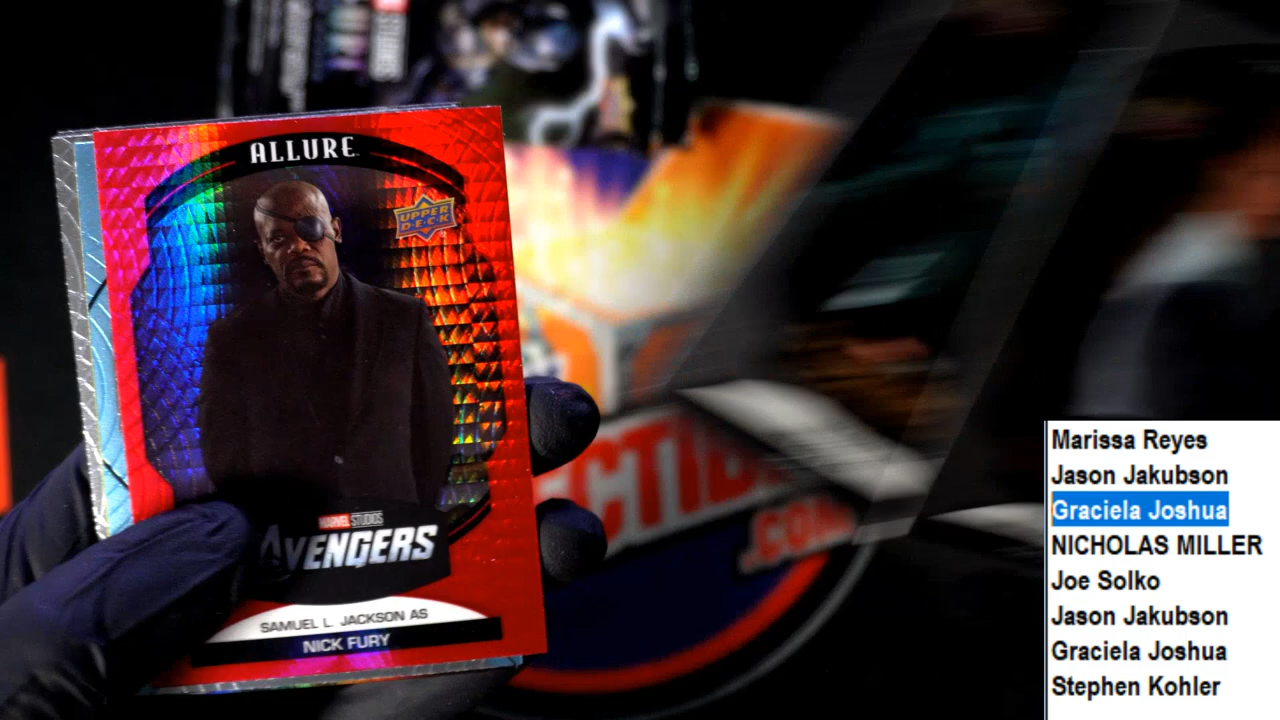 ALLURE
UPPER
DECK
MARVEL STUDIOS
AVENGERS
SAMUEL L. JACKSON AS
NICK FURY
.COM
Marissa Reyes
Jason Jakubson
Graciela Joshua
NICHOLAS MILLER
Joe Solko
Jason Jakubson
Graciela Joshua
Stephen Kohler